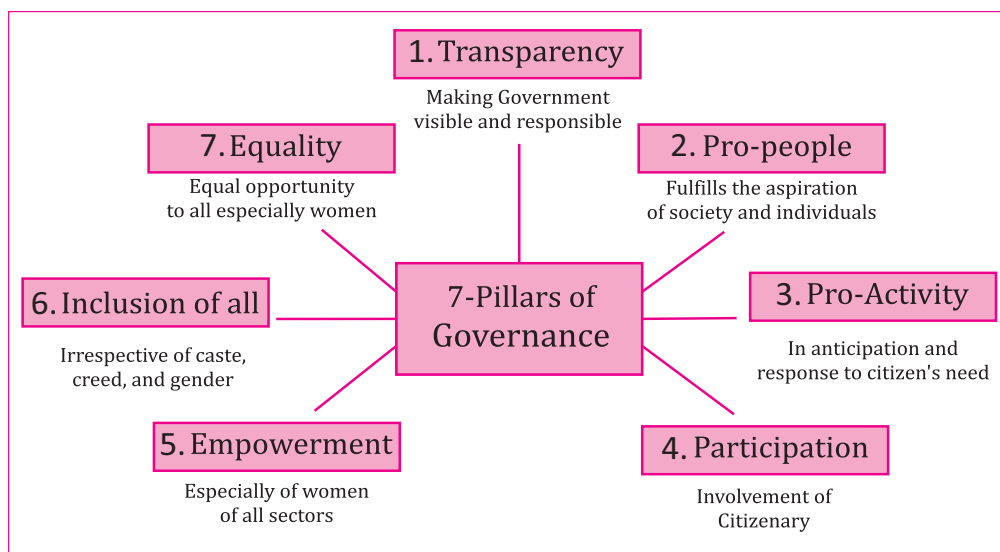 1. Transparency
Making Government
visible and responsible
2. Pro-people
Fulfills the aspiration
of society and individuals
3. Pro-Activity
In anticipation and
response to citizen's need
4. Participation
Involvement of
Citizenary
5. Empowerment
Especially of women
of all sectors
6. Inclusion of all
Irrespective of caste,
creed, and gender
7. Equality
Equal opportunity
to all especially women
7-Pillars of
Governance